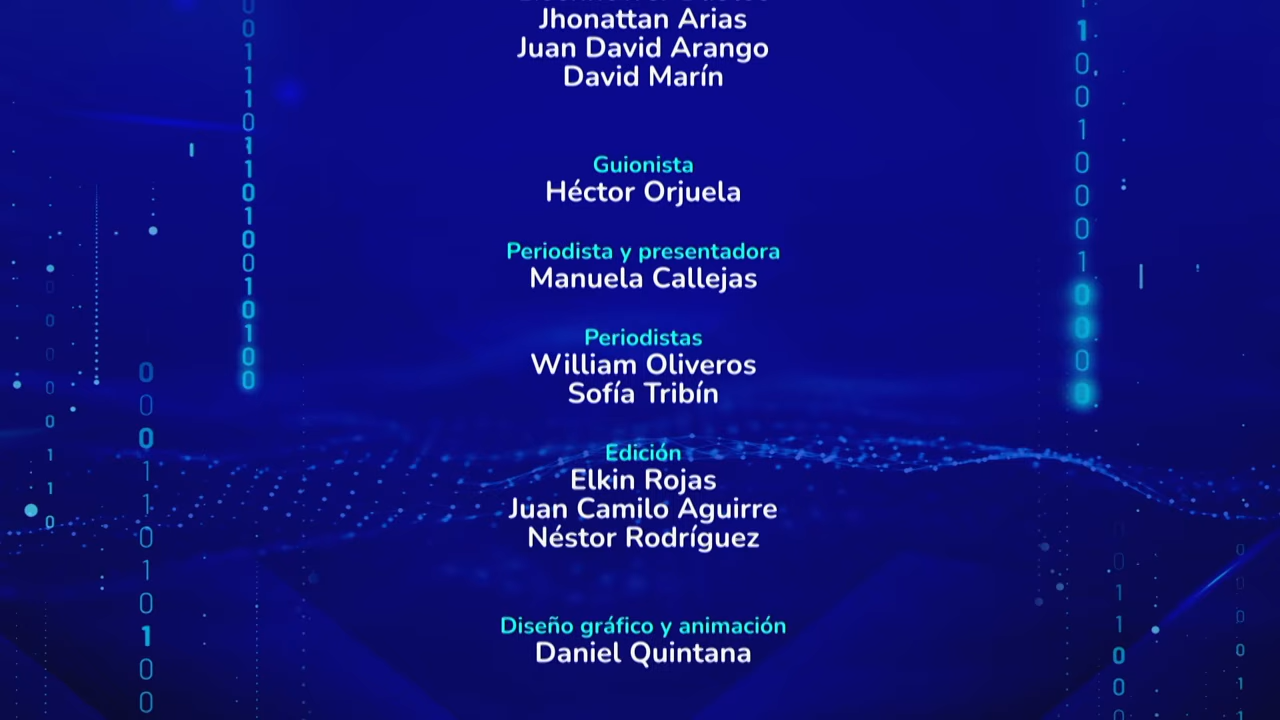 Jhonattan Arias
Juan David Arango
David Marín
Guionista
Héctor Orjuela
Periodista y presentadora
Manuela Callejas
Periodistas
William Oliveros
Sofía Tribín
Edición
Elkin Rojas
Juan Camilo Aguirre
Néstor Rodríguez
Diseño gráfico y animación
Daniel Quintana